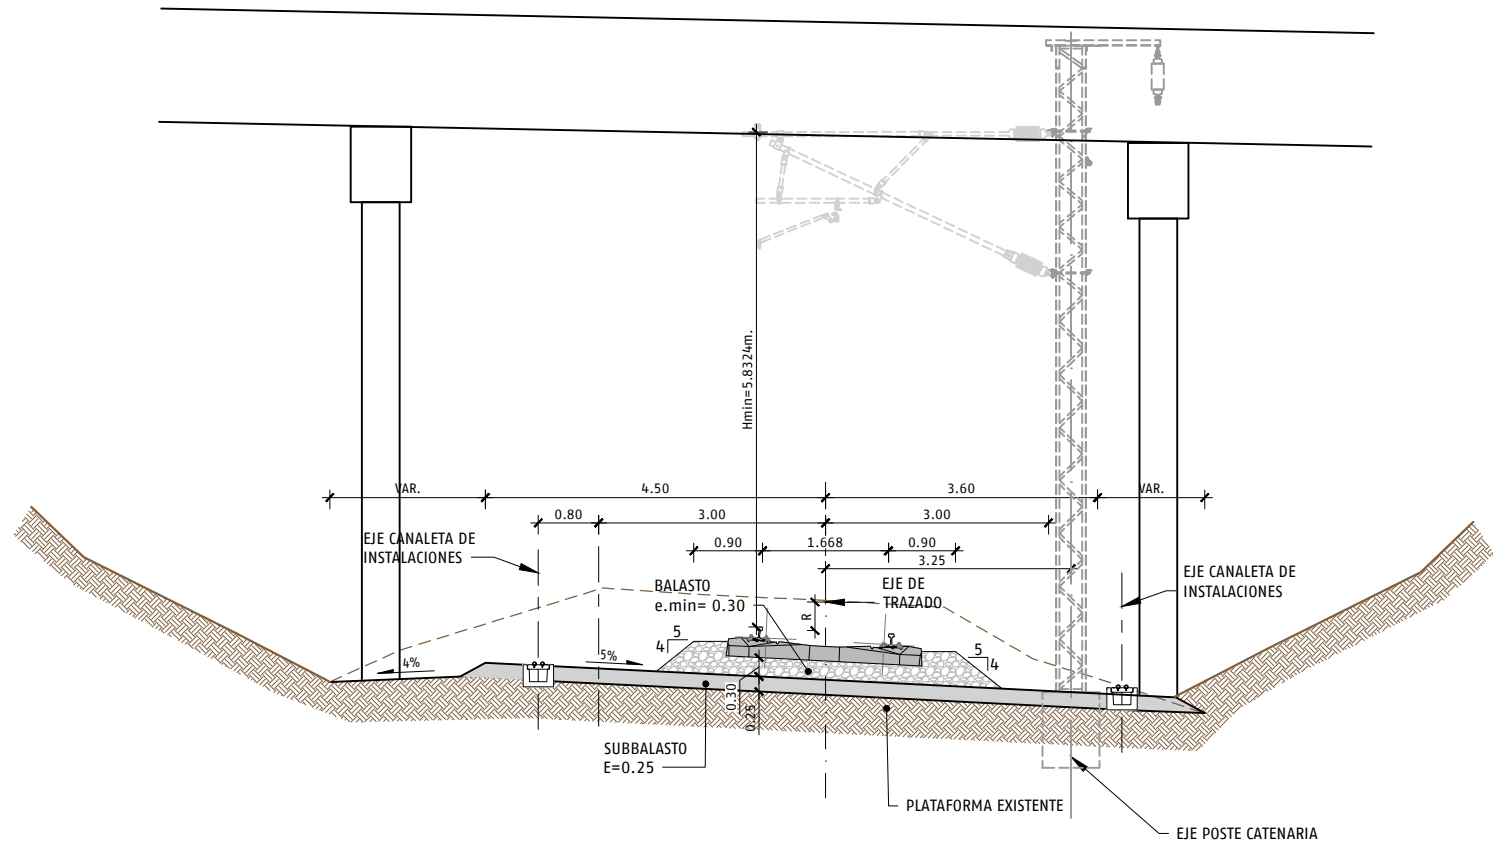 Hmin=5.8324m.
VAR.
4.50
3.60
VAR.
0.80
3.00
3.00
0.90
1.668
0.90
3.25
EJE CANALETA DE
INSTALACIONES
BALASTO
e.min= 0.30
EJE DE
TRAZADO
EJE CANALETA DE
INSTALACIONES
R
5
4
5
4
4%
5%
0.30
0.25
SUBBALASTO
E=0.25
PLATAFORMA EXISTENTE
EJE POSTE CATENARIA